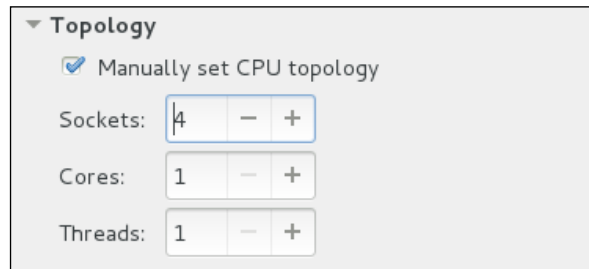 Topology
Manually set CPU topology
Sockets: 4 − +
Cores: 1 − +
Threads: 1 − +